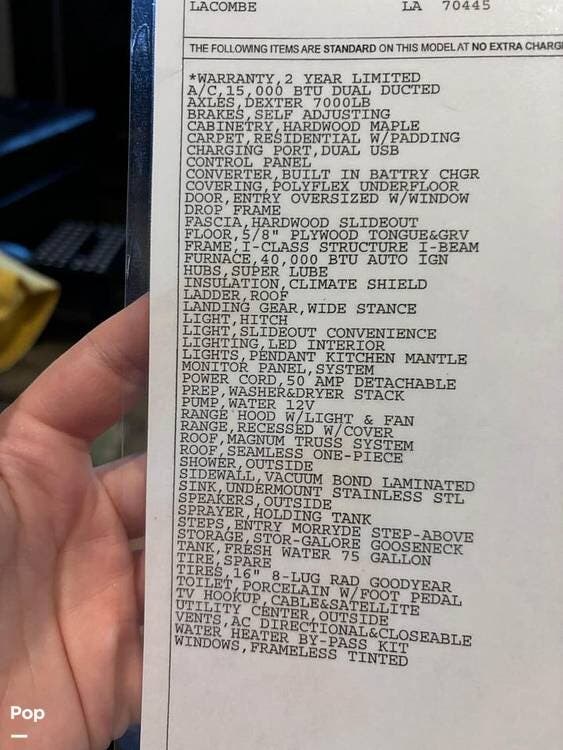 LACOMBE LA 70445
THE FOLLOWING ITEMS ARE STANDARD ON THIS MODEL AT NO EXTRA CHARG
*WARRANTY,2 YEAR LIMITED
A/C,15,000 BTU DUAL DUCTED
AXLES,DEXTER 7000LB
BRAKES,SELF ADJUSTING
CABINETRY,HARDWOOD MAPLE
CARPET,RESIDENTIAL W/PADDING
CHARGING PORT,DUAL USB
CONTROL PANEL
CONVERTER,BUILT IN BATTRY CHGR
COVERING,POLYFLEX UNDERFLOOR
DOOR,ENTRY OVERSIZED W/WINDOW
DROP FRAME
FASCIA,HARDWOOD SLIDEOUT
FLOOR,5/8" PLYWOOD TONGUE&GRV
FRAME,I-CLASS STRUCTURE I-BEAM
FURNACE,40,000 BTU AUTO IGN
HUBS,SUPER LUBE
INSULATION,CLIMATE SHIELD
LADDER,ROOF
LANDING GEAR,WIDE STANCE
LIGHT,HITCH
LIGHT,SLIDEOUT CONVENIENCE
LIGHTING,LED INTERIOR
LIGHTS,PENDANT KITCHEN MANTLE
MONITOR PANEL,SYSTEM
POWER CORD,50 AMP DETACHABLE
PREP,WASHER&DRYER STACK
PUMP,WATER 12V
RANGE HOOD W/LIGHT & FAN
RANGE,RECESSED W/COVER
ROOF,MAGNUM TRUSS SYSTEM
ROOF,SEAMLESS ONE-PIECE
SHOWER,OUTSIDE
SIDEWALL,VACUUM BOND LAMINATED
SINK,UNDERMOUNT STAINLESS STL
SPEAKERS,OUTSIDE
SPRAYER,HOLDING TANK
STEPS,ENTRY MORRYDE STEP-ABOVE
STORAGE,STOR-GALORE GOOSENECK
TANK,FRESH WATER 75 GALLON
TIRE,SPARE
TIRES,16" 8-LUG RAD GOODYEAR
TOILET,PORCELAIN W/FOOT PEDAL
TV HOOKUP,CABLE&SATELLITE
UTILITY CENTER,OUTSIDE
VENTS,AC DIRECTIONAL&CLOSEABLE
WATER HEATER BY-PASS KIT
WINDOWS,FRAMELESS TINTED
Pop